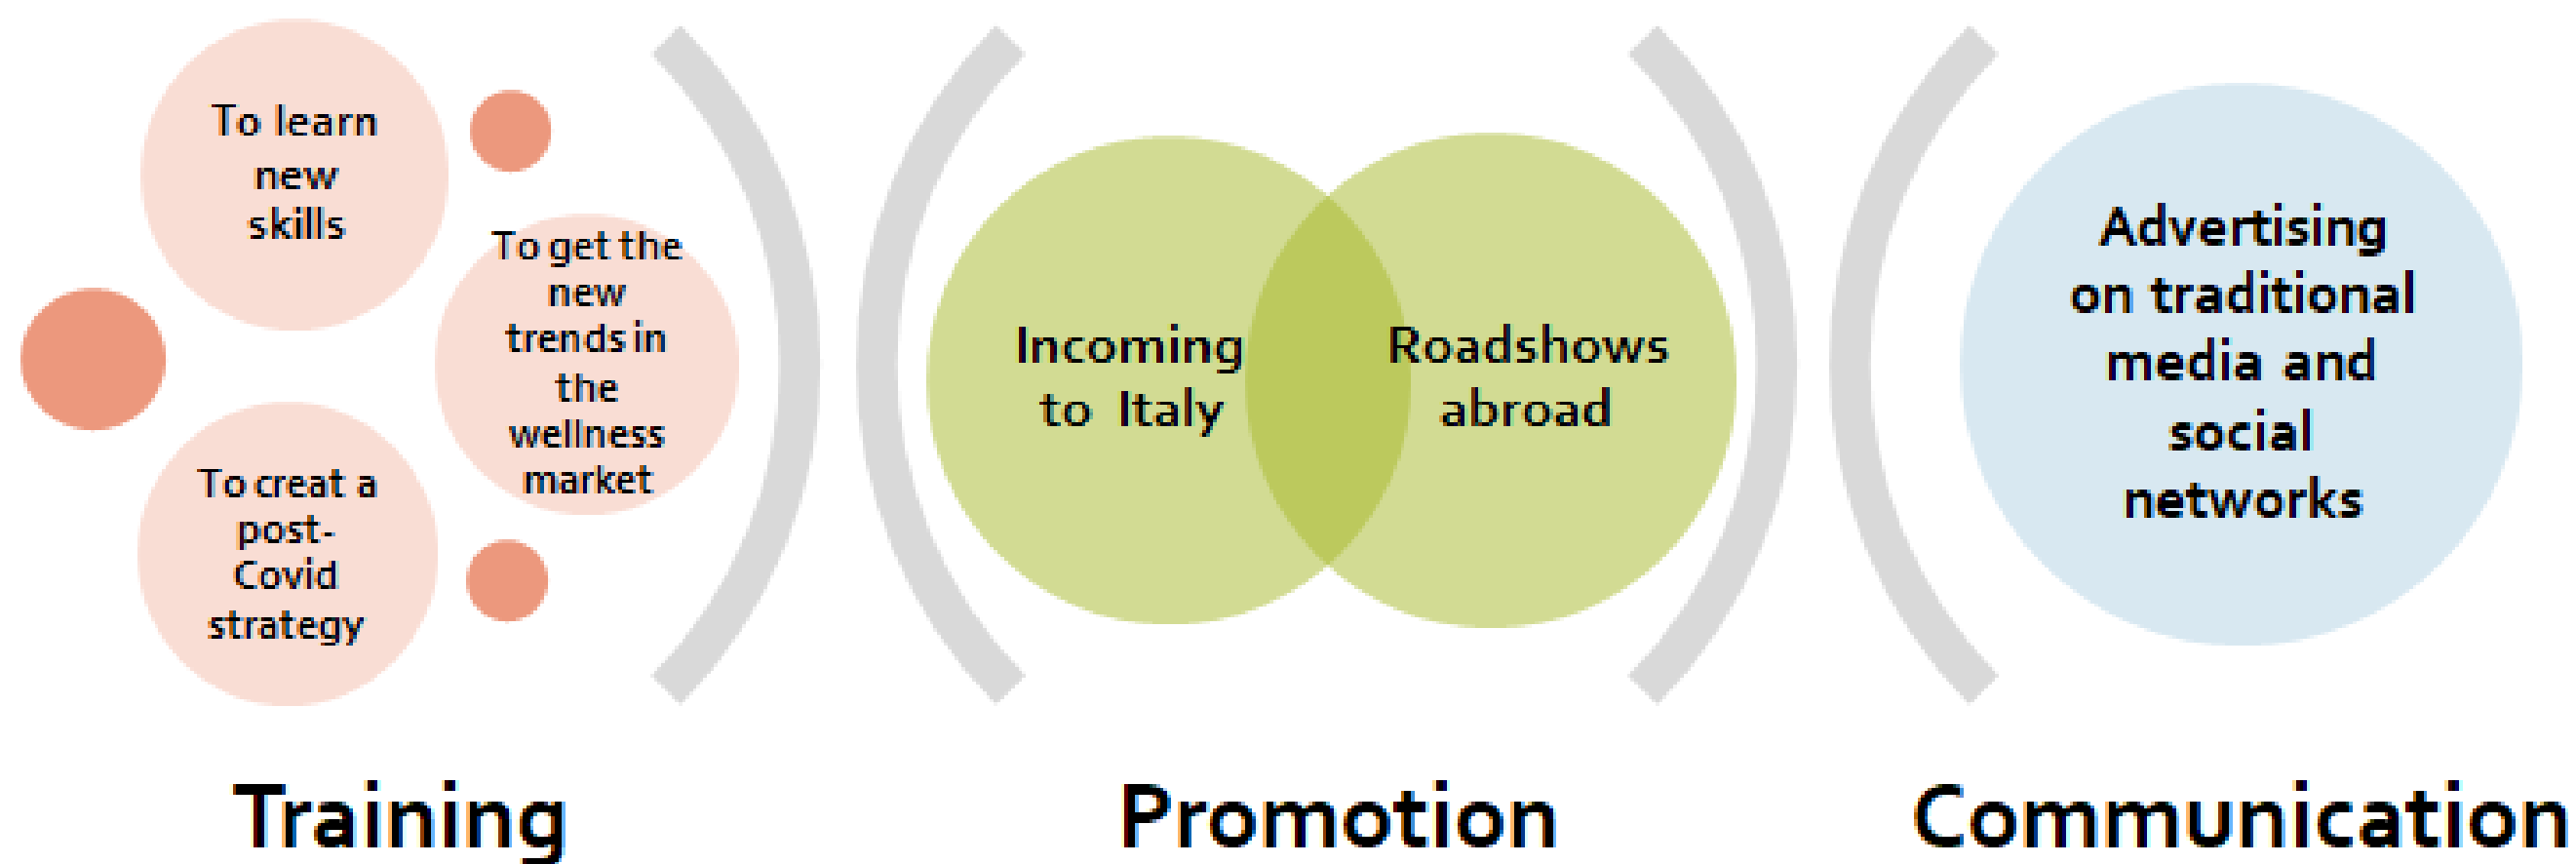 To learn
new
skills
To get the
new
trends in
the
wellness
market
To creat a
post-
Covid
strategy
Training
Incoming
to Italy
Roadshows
abroad
Promotion
Advertising
on traditional
media and
social
networks
Communication